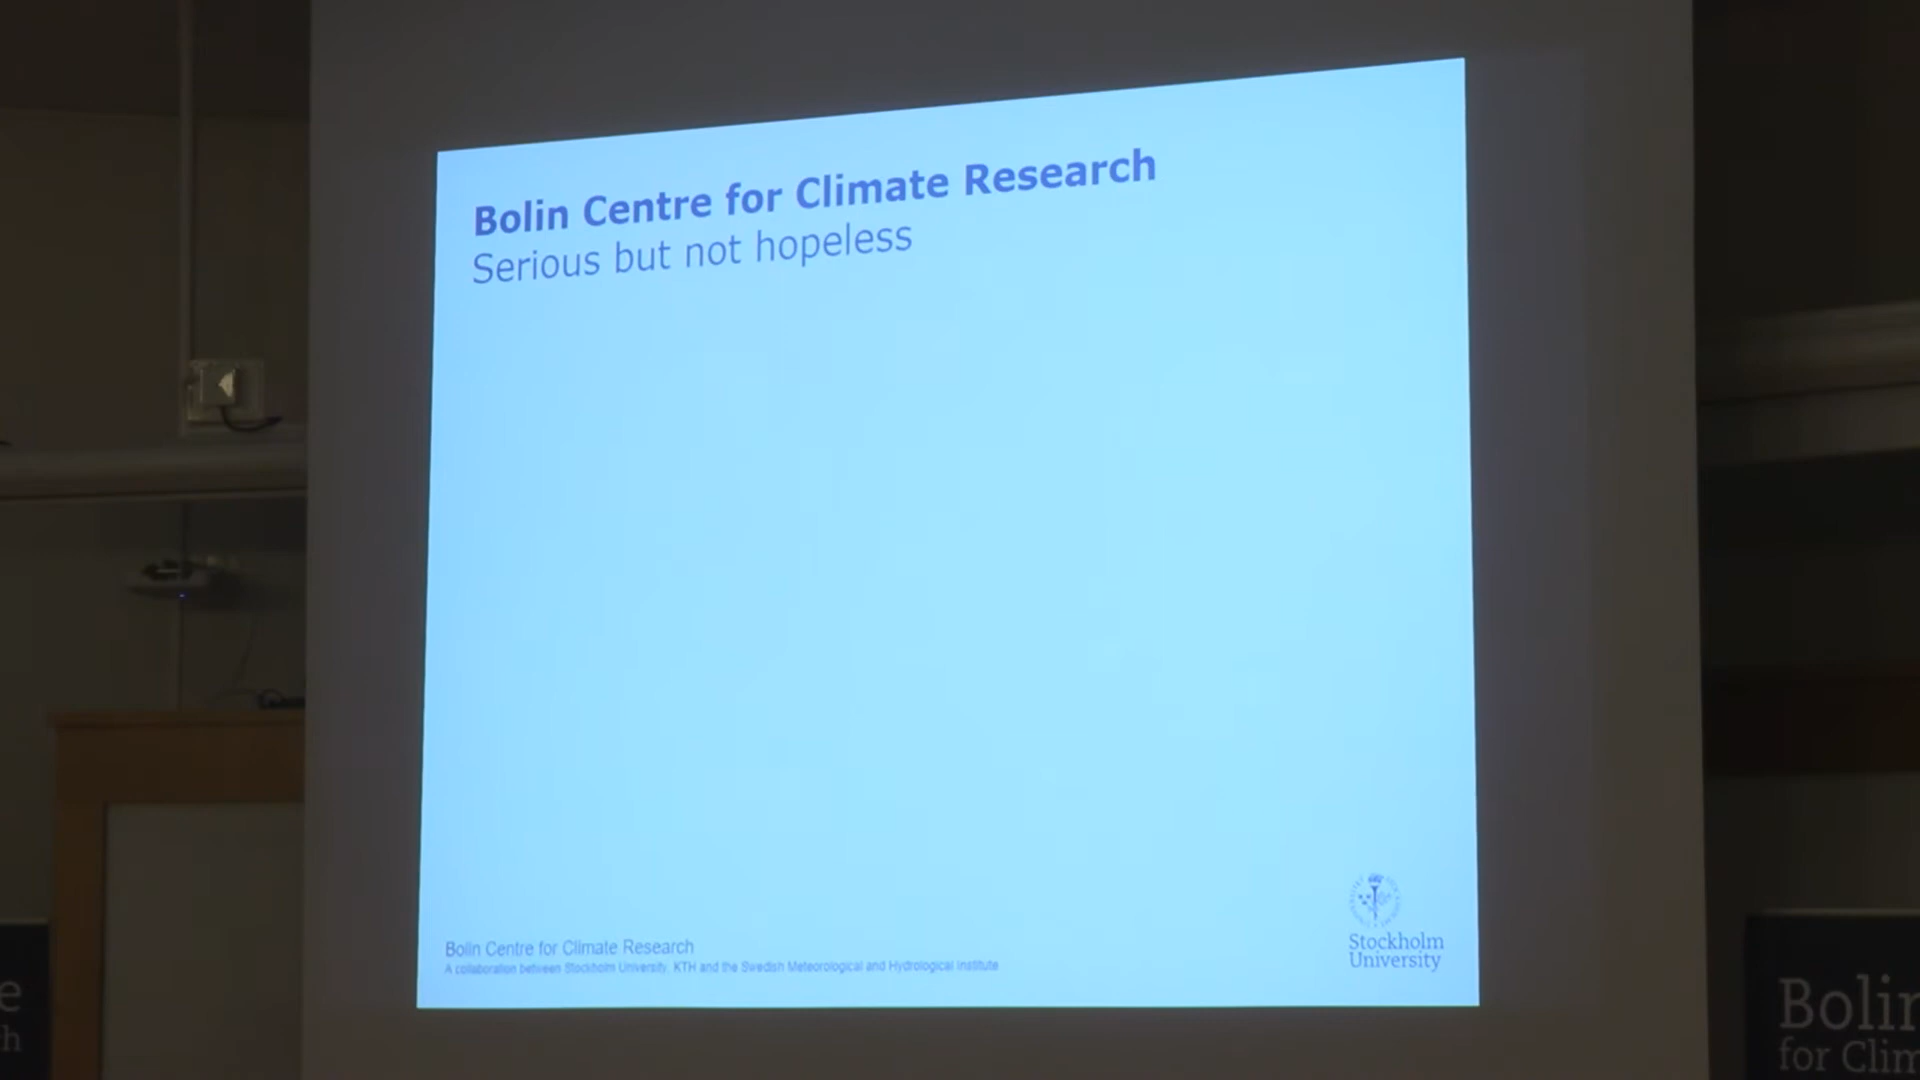 Bolin Centre for Climate Research
Serious but not hopeless
Bolin Centre for Climate Research
A collaboration between Stockholm University, KTH and the Swedish Meteorological and Hydrological Institute
Stockholm
University
e
h
Bolin
for Clim